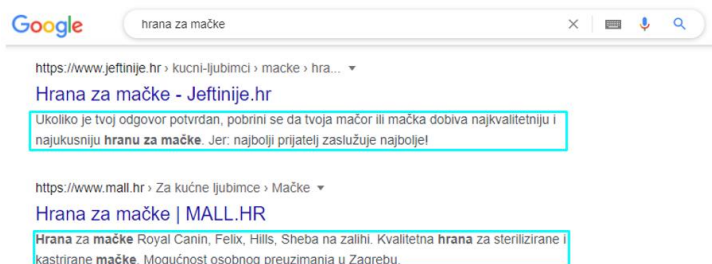 Google
hrana za mačke
https://www.jeftinije.hr › kucni-ljubimci › macke › hra...
Hrana za mačke - Jeftinije.hr
Ukoliko je tvoj odgovor potvrdan, pobrini se da tvoja mačor ili mačka dobiva najkvalitetniju i
najukusniju hranu za mačke. Jer: najbolji prijatelj zaslužuje najbolje!
https://www.mall.hr › Za kućne ljubimce › Mačke
Hrana za mačke | MALL.HR
Hrana za mačke Royal Canin, Felix, Hills, Sheba na zalihi. Kvalitetna hrana za sterilizirane i
kastrirane mačke. Mogućnost osobnog preuzimanja u Zagrebu.